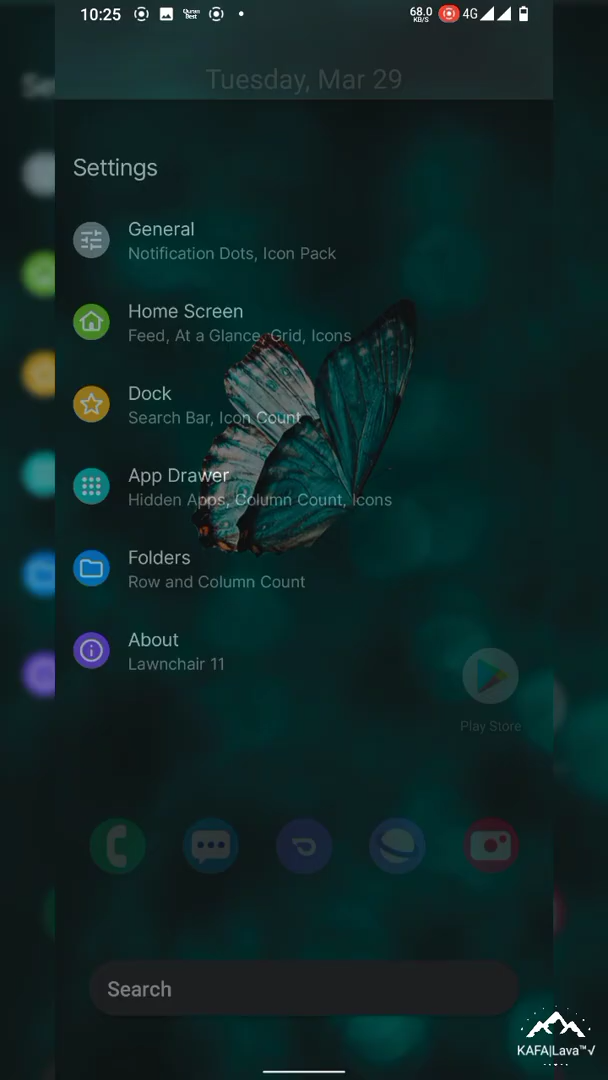 10:25
68.0
KB/S
4G
Tuesday, Mar 29
Settings
General
Notification Dots, Icon Pack
Home Screen
Feed, At a Glance, Grid, Icons
Dock
Search Bar, Icon Count
App Drawer
Hidden Apps, Column Count, Icons
Folders
Row and Column Count
About
Lawnchair 11
Play Store
Search
KAFA|Lava™√